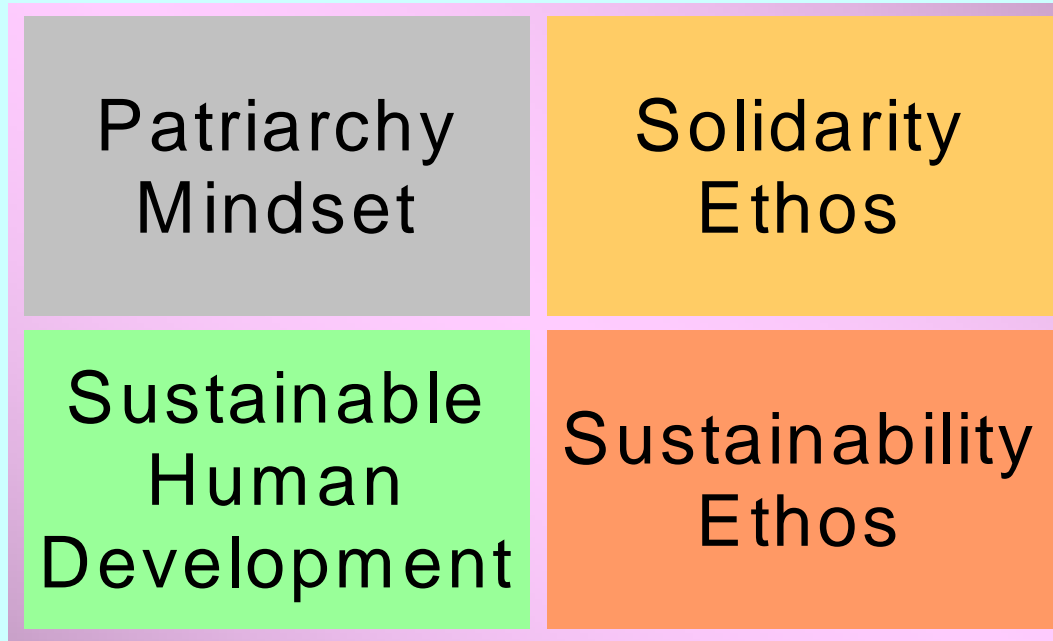 Patriarchy
Mindset
Solidarity
Ethos
Sustainable
Human
Development
Sustainability
Ethos